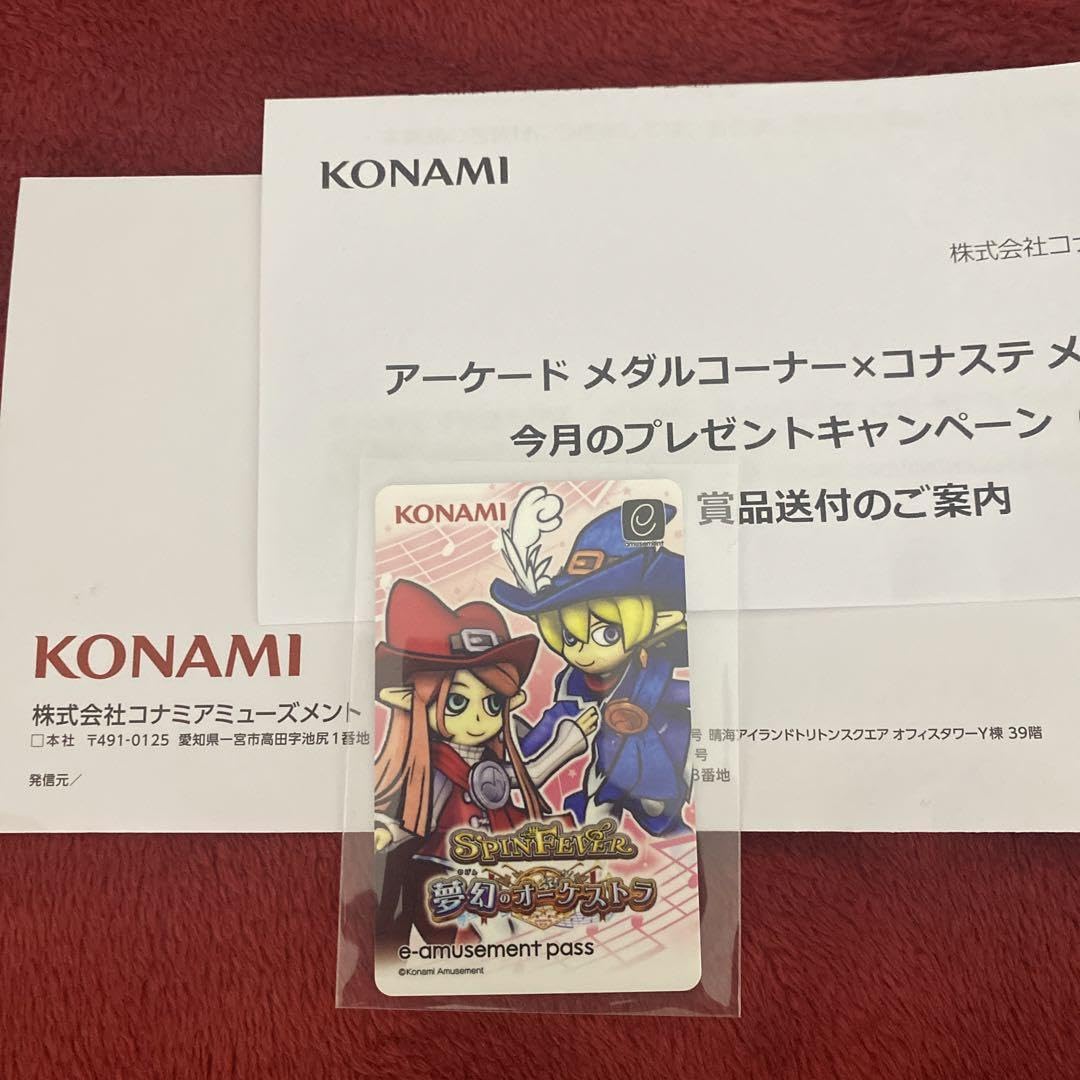 KONAMI
株式会社コナ
アーケード メダルコーナー×コナステ メ
今月のプレゼントキャンペーン
賞品送付のご案内
KONAMI
株式会社コナミアミューズメント
□本社 〒491-0125 愛知県一宮市高田字池尻1番地
号 晴海アイランドトリトンスクエア オフィスタワーY棟 39階
号
3番地
発信元/
KONAMI
e
amusement
SPINFEVER
むげん
夢幻のオーケストラ
e-amusement pass
©Konami Amusement